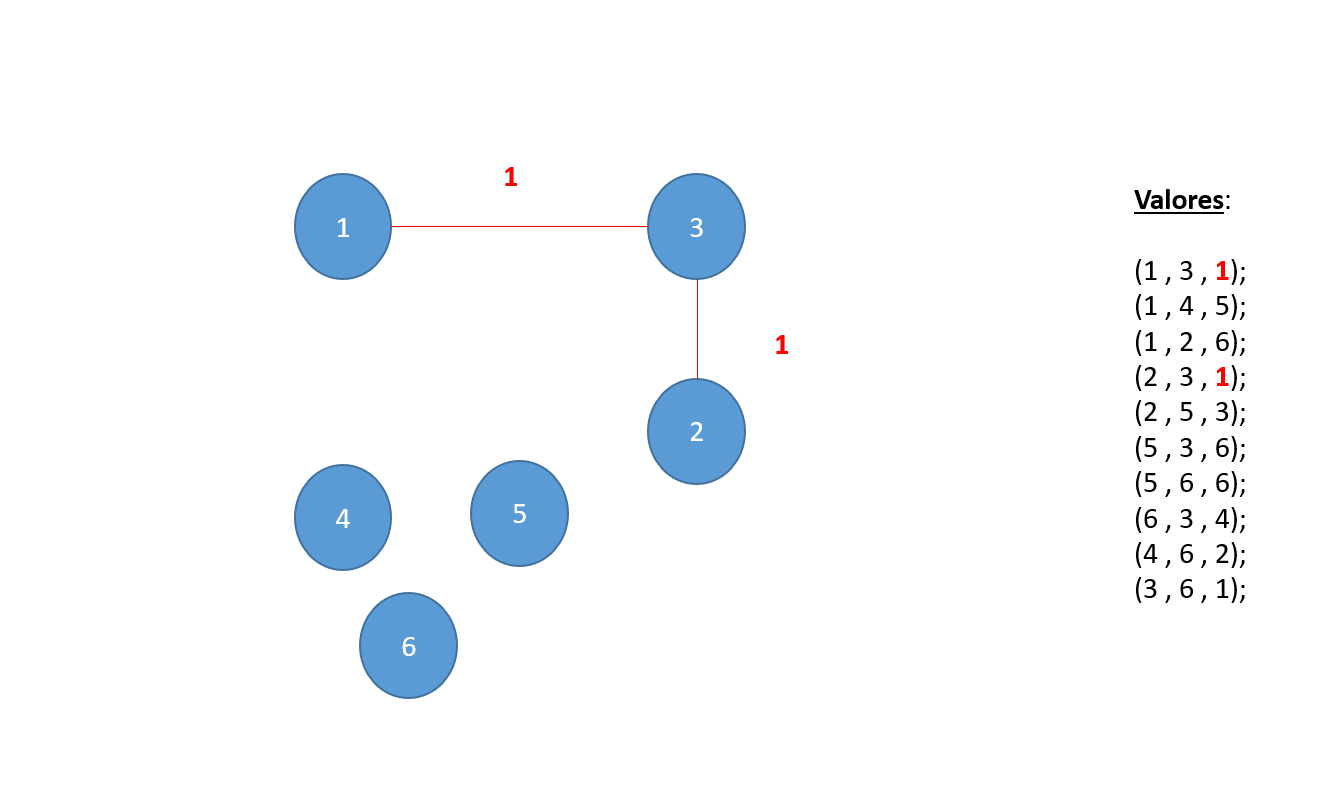 1
1
3
Valores:
(1 , 3 , 1);
(1 , 4 , 5);
(1 , 2 , 6);
1
(2 , 3 , 1);
(2 , 5 , 3);
2
(5 , 3 , 6);
(5 , 6 , 6);
4
5
(6 , 3 , 4);
(4 , 6 , 2);
(3 , 6 , 1);
6